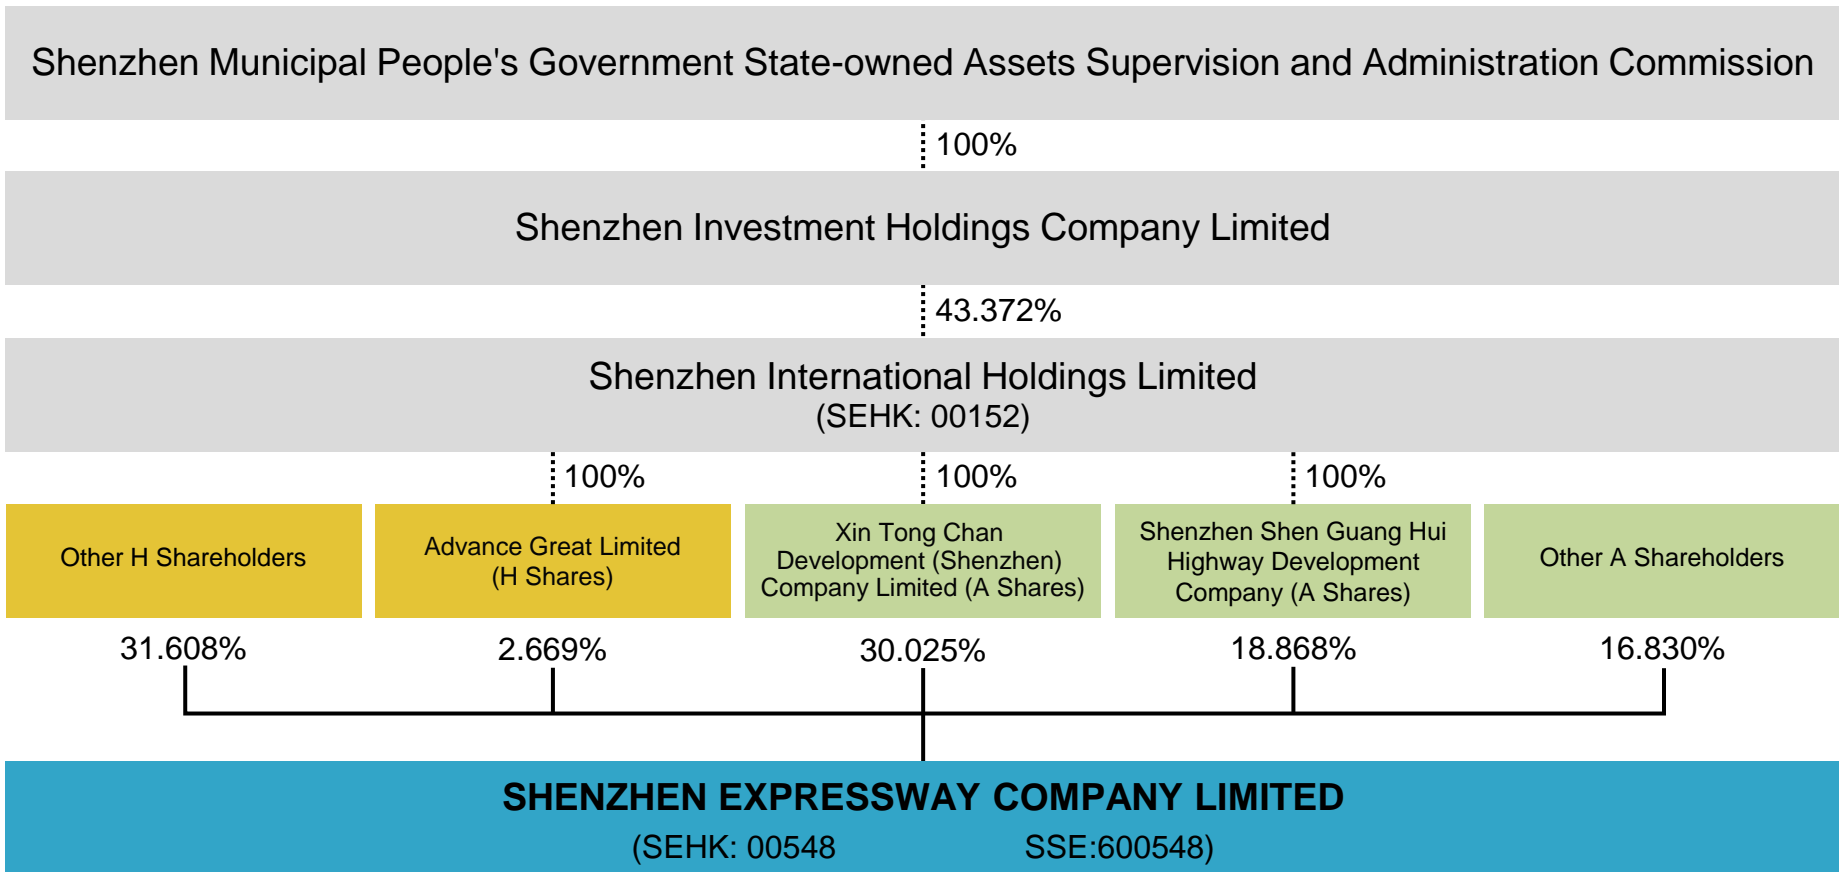 Shenzhen Municipal People's Government State-owned Assets Supervision and Administration Commission
100%
Shenzhen Investment Holdings Company Limited
43.372%
Shenzhen International Holdings Limited
(SEHK: 00152)
100%
100%
100%
Other H Shareholders
Advance Great Limited
(H Shares)
Xin Tong Chan
Development (Shenzhen)
Company Limited (A Shares)
Shenzhen Shen Guang Hui
Highway Development
Company (A Shares)
Other A Shareholders
31.608%
2.669%
30.025%
18.868%
16.830%
SHENZHEN EXPRESSWAY COMPANY LIMITED
(SEHK: 00548 SSE:600548)